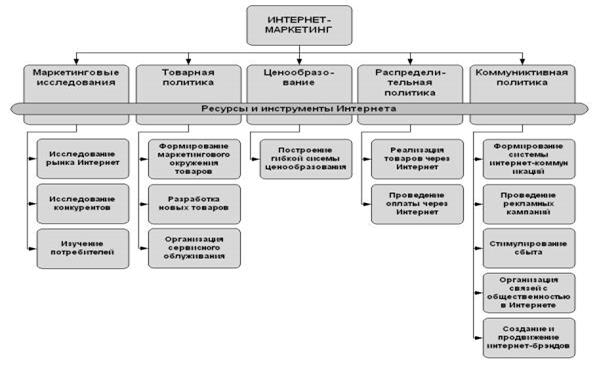 ИНТЕРНЕТ-
МАРКЕТИНГ
Маркетинговые
исследования
Товарная
политика
Ценообразо-
вание
Распредели-
тельная
политика
Коммуниктивная
политика
Ресурсы и инструменты Интернета
Исследование
рынка Интернет
Исследование
конкурентов
Изучение
потребителей
Формирование
маркетингового
окружения
товаров
Разработка
новых товаров
Организация
сервисного
облуживания
Построение
гибкой сисемы
ценообразования
Реализация
товаров через
Интернет
Проведение
оплаты через
Интернет
Формирование
системы
интернет-коммун
икаций
Проведение
рекламных
кампаний
Стимулирование
сбыта
Организация
связей с
общественностью
в Интернете
Создание и
продвижение
интернет-брэндов